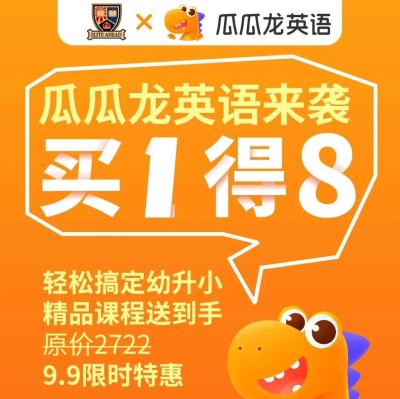 ELITE AHEAD × 瓜瓜龙英语
瓜瓜龙英语来袭
买1得8
轻松搞定幼升小
精品课程送到手
原价2722
9.9限时特惠